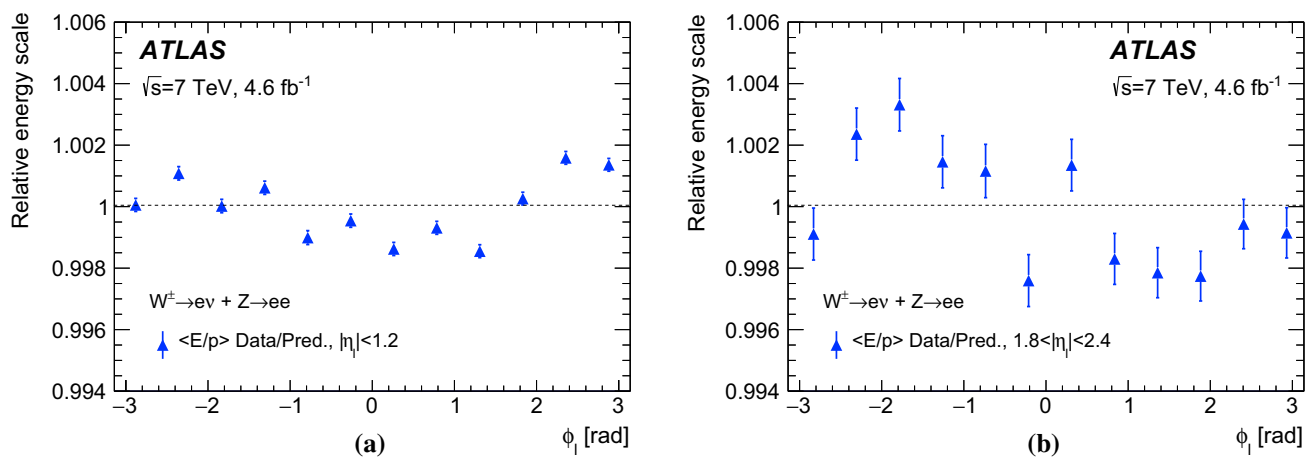 Relative energy scale
1.006
1.004
1.002
1
0.998
0.996
0.994
ATLAS
√s=7 TeV, 4.6 fb⁻¹
W±→eν + Z→ee
<E/p> Data/Pred., |ηₗ|<1.2
−3 −2 −1 0 1 2 3
ϕₗ [rad]
(a)
Relative energy scale
1.006
1.004
1.002
1
0.998
0.996
0.994
ATLAS
√s=7 TeV, 4.6 fb⁻¹
W±→eν + Z→ee
<E/p> Data/Pred., 1.8<|ηₗ|<2.4
−3 −2 −1 0 1 2 3
ϕₗ [rad]
(b)